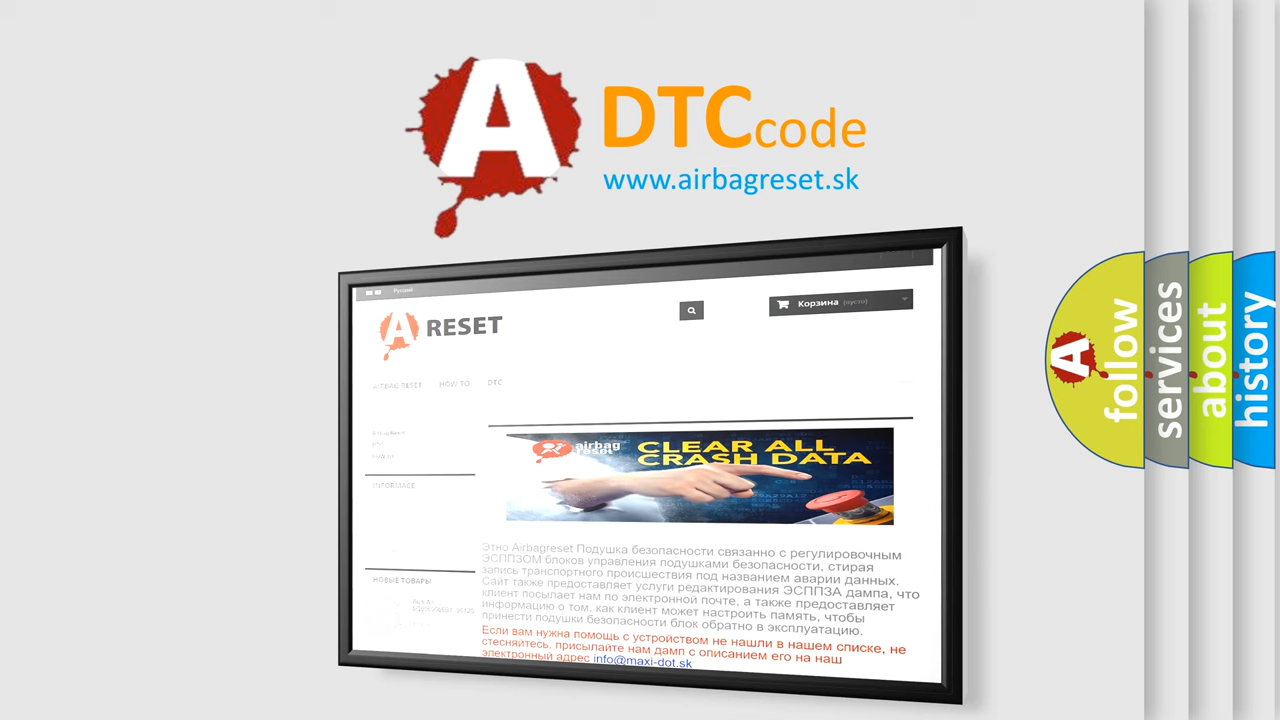 A DTCcode
www.airbagreset.sk
Русский
A RESET
Корзина (пусто)
AIRBAG RESET HOW TO DTC
INFORMACE
airbag
reset
CLEAR ALL
CRASH DATA
Этно Airbagreset Подушка безопасности связанно с регулировочным
ЭСППЗОМ блоков управления подушками безопасности, стирая
запись транспортного происшествия под названием аварии данных.
Сайт также предоставляет услуги редактирования ЭСППЗА дампа, что
клиент посылает нам по электронной почте, а также предоставляет
информацию о том, как клиент может настроить память, чтобы
принести подушки безопасности блок обратно в эксплуатацию.
Если вам нужна помощь с устройством не нашли в нашем списке, не
стесняйтесь, присылайте нам дамп с описанием его на наш
электронный адрес info@maxi-dot.sk
НОВЫЕ ТОВАРЫ
A follow
services
about
history